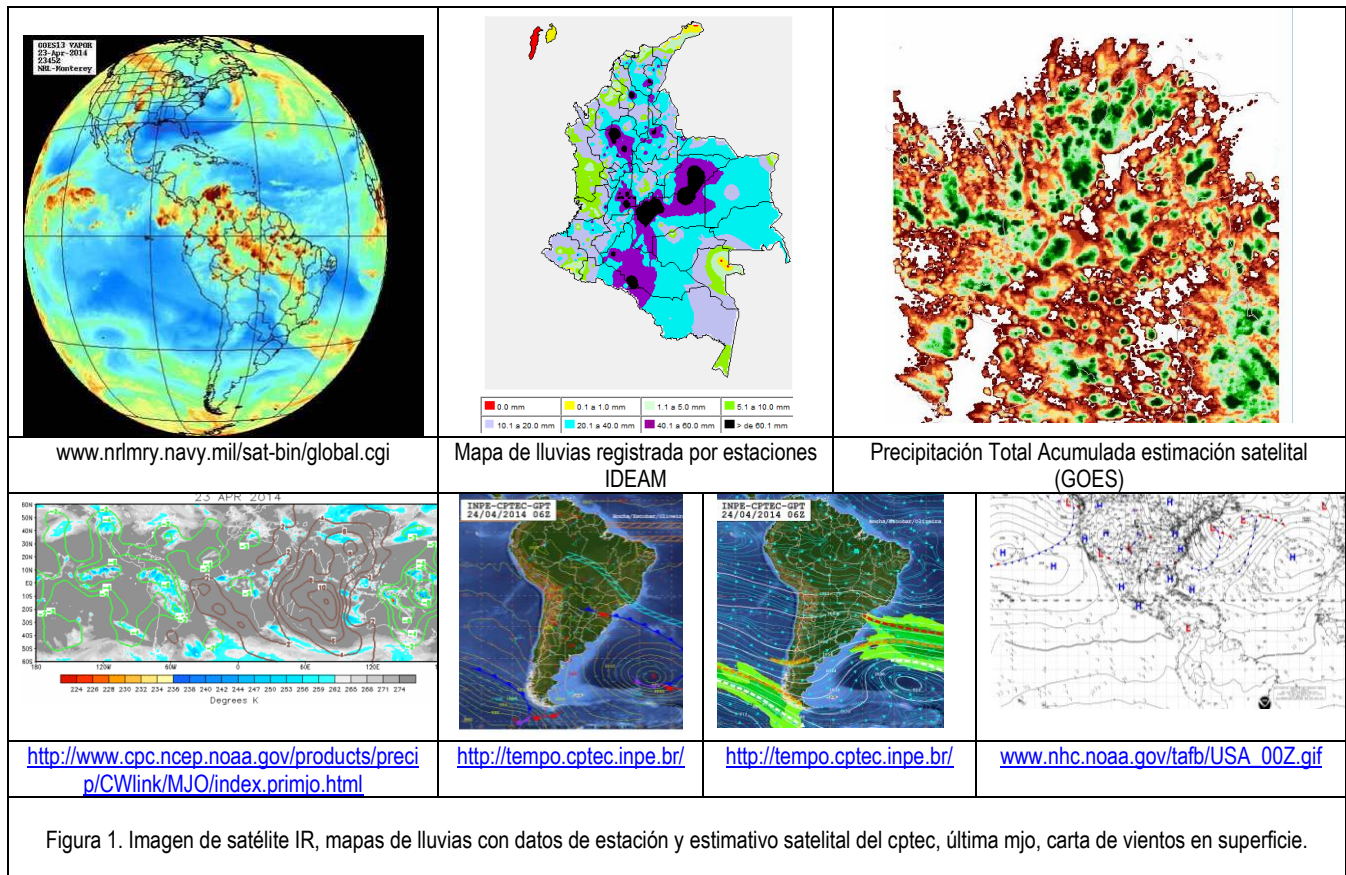 GOES13 VAPOR
23-Apr-2014
23452
NRL-Monterey
0.0 mm
0.1 a 1.0 mm
1.1 a 5.0 mm
5.1 a 10.0 mm
10.1 a 20.0 mm
20.1 a 40.0 mm
40.1 a 60.0 mm
> de 60.1 mm
www.nrlmry.navy.mil/sat-bin/global.cgi
Mapa de lluvias registrada por estaciones
IDEAM
Precipitación Total Acumulada estimación satelital
(GOES)
23 APR 2014
60N
50N
40N
30N
20N
10N
EQ
10S
20S
30S
40S
50S
60S
180 120W 60W 0 60E 120E
224 226 228 230 232 234 236 238 240 242 244 247 250 253 256 259 262 265 268 271 274
Degrees K
INPE-CPTEC-GPT
24/04/2014 06Z
Rocha/Escobar/Oliveira
INPE-CPTEC-GPT
24/04/2014 06Z
Rocha/Escobar/Oliveira
H
H
H
H
H
H
H
H
L
L
L
http://www.cpc.ncep.noaa.gov/products/preci
p/CWlink/MJO/index.primjo.html
http://tempo.cptec.inpe.br/
http://tempo.cptec.inpe.br/
www.nhc.noaa.gov/tafb/USA_00Z.gif
Figura 1. Imagen de satélite IR, mapas de lluvias con datos de estación y estimativo satelital del cptec, última mjo, carta de vientos en superficie.